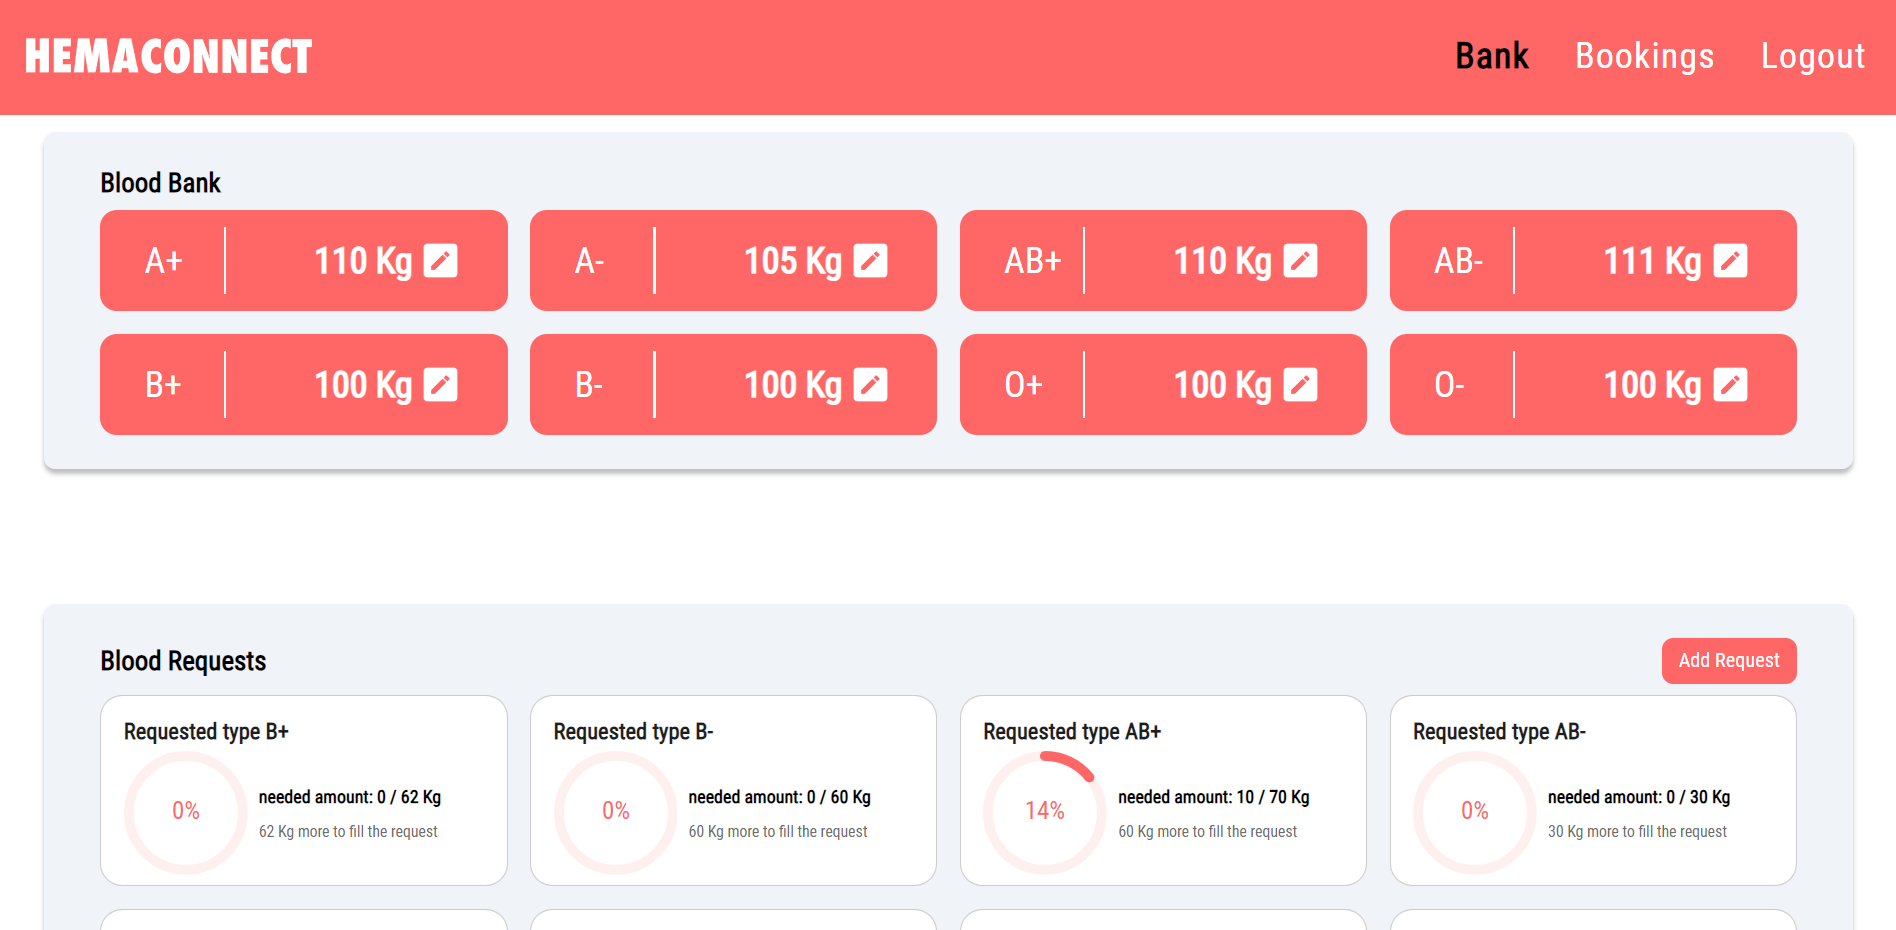 HEMACONNECT
Bank Bookings Logout
Blood Bank
A+ 110 Kg
A- 105 Kg
AB+ 110 Kg
AB- 111 Kg
B+ 100 Kg
B- 100 Kg
O+ 100 Kg
O- 100 Kg
Blood Requests
Add Request
Requested type B+
0%
needed amount: 0 / 62 Kg
62 Kg more to fill the request
Requested type B-
0%
needed amount: 0 / 60 Kg
60 Kg more to fill the request
Requested type AB+
14%
needed amount: 10 / 70 Kg
60 Kg more to fill the request
Requested type AB-
0%
needed amount: 0 / 30 Kg
30 Kg more to fill the request